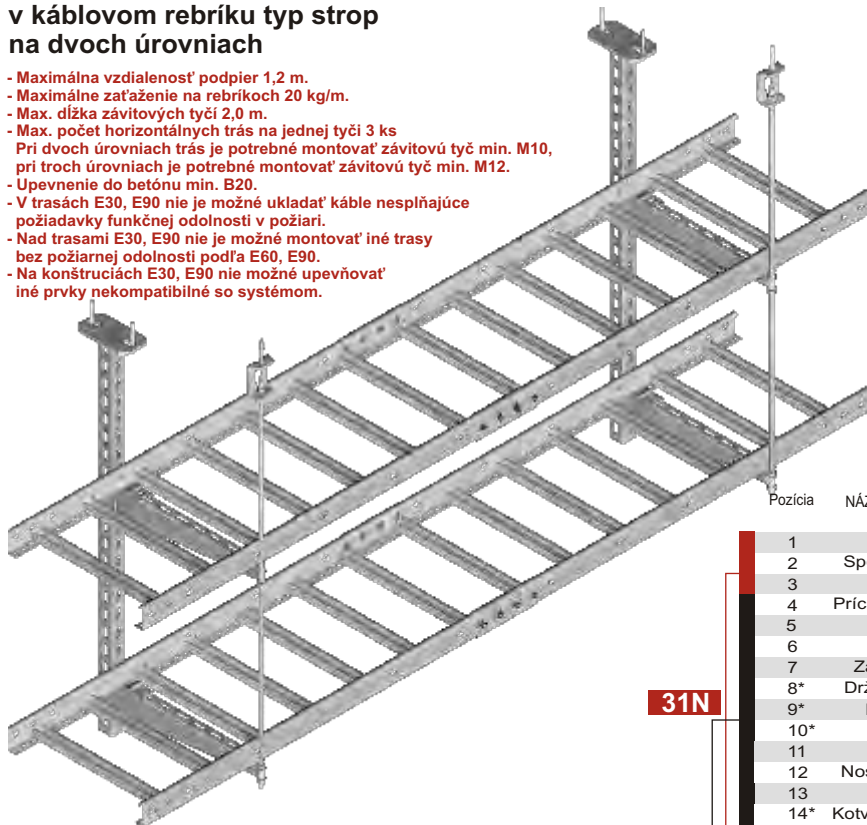 v káblovom rebríku typ strop
na dvoch úrovniach
- Maximálna vzdialenosť podpier 1,2 m.
- Maximálne zaťaženie na rebríkoch 20 kg/m.
- Max. dĺžka závitových tyčí 2,0 m.
- Max. počet horizontálnych trás na jednej tyči 3 ks
Pri dvoch úrovniach trás je potrebné montovať závitovú tyč min. M10,
pri troch úrovniach je potrebné montovať závitovú tyč min. M12.
- Upevnenie do betónu min. B20.
- V trasách E30, E90 nie je možné ukladať káble nespĺňajúce
požiadavky funkčnej odolnosti v požiari.
- Nad trasami E30, E90 nie je možné montovať iné trasy
bez požiarnej odolnosti podľa E60, E90.
- Na konštruciách E30, E90 nie možné upevňovať
iné prvky nekompatibilné so systémom.
Pozícia
1
2
3
4
5
6
7
8*
9*
10*
11
12
13
14*
31N